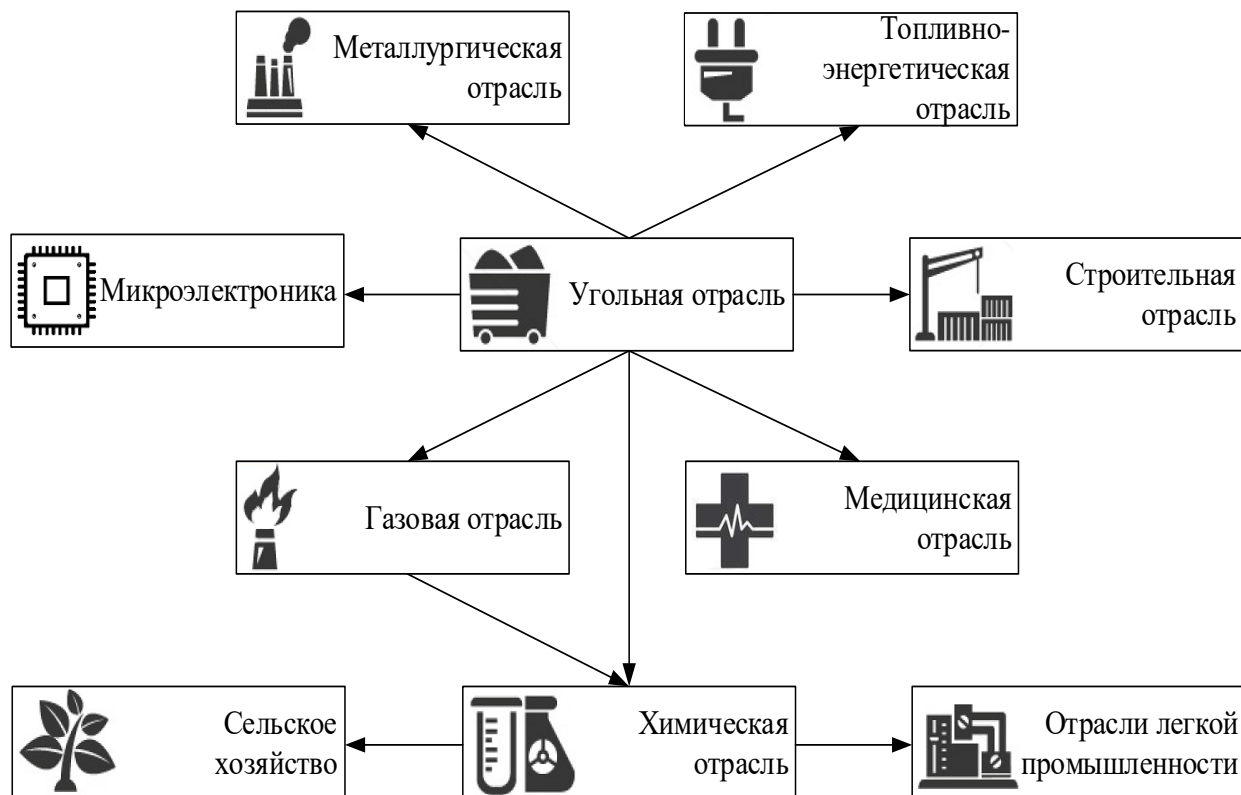 Металлургическая
отрасль
Топливно-
энергетическая
отрасль
Микроэлектроника
Угольная отрасль
Строительная
отрасль
Газовая отрасль
Медицинская
отрасль
Сельское
хозяйство
Химическая
отрасль
Отрасли легкой
промышленности